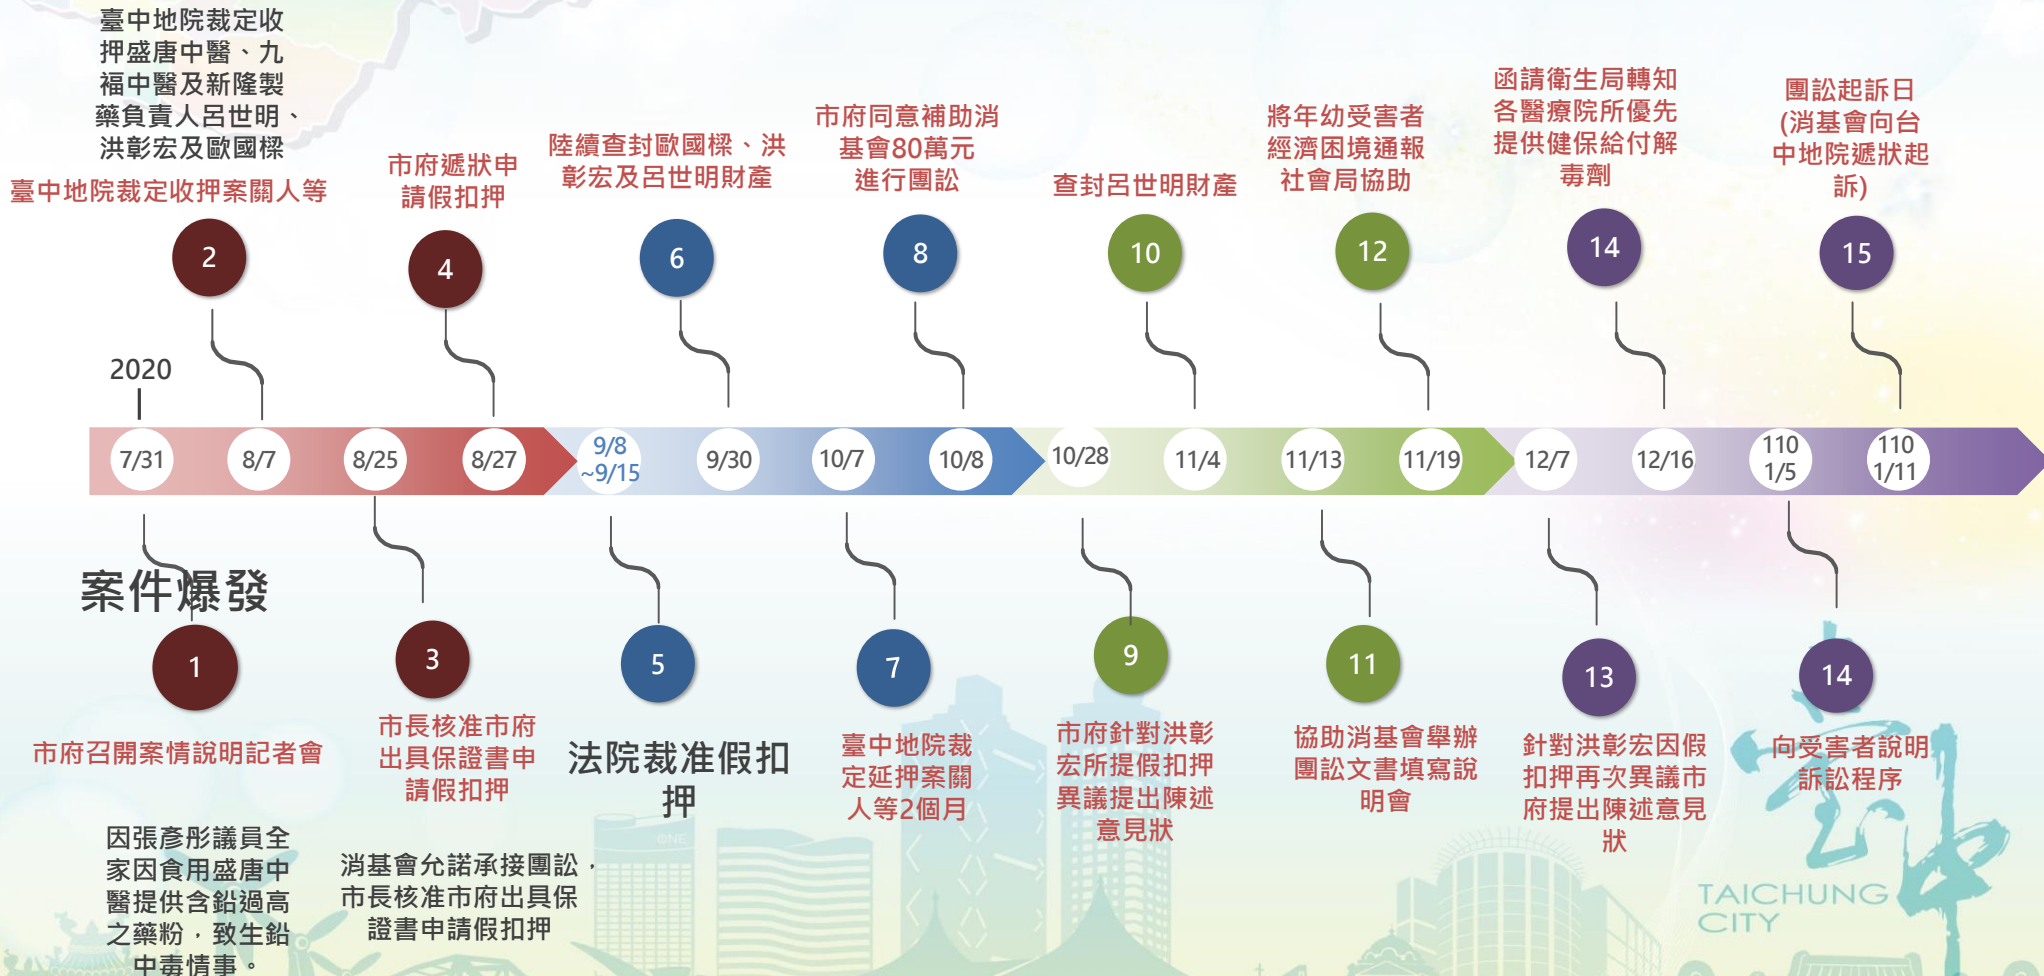 臺中地院裁定收
押盛唐中醫、九
福中醫及新隆製
藥負責人呂世明、
洪彰宏及歐國樑
臺中地院裁定收押案關人等
2
市府遞狀申
請假扣押
4
陸續查封歐國樑、洪
彰宏及呂世明財產
6
市府同意補助消
基會80萬元
進行團訟
8
查封呂世明財產
10
將年幼受害者
經濟困境通報
社會局協助
12
函請衛生局轉知
各醫療院所優先
提供健保給付解
毒劑
14
團訟起訴日
(消基會向台
中地院遞狀起
訴)
15
2020
7/31
8/7
8/25
8/27
9/8
~9/15
9/30
10/7
10/8
10/28
11/4
11/13
11/19
12/7
12/16
110
1/5
110
1/11
案件爆發
1
市府召開案情說明記者會
因張彥彤議員全
家因食用盛唐中
醫提供含鉛過高
之藥粉，致生鉛
中毒情事。
3
市長核准市府
出具保證書申
請假扣押
消基會允諾承接團訟，
市長核准市府出具保
證書申請假扣押
5
法院裁准假扣
押
7
臺中地院裁
定延押案關
人等2個月
9
市府針對洪彰
宏所提假扣押
異議提出陳述
意見狀
11
協助消基會舉辦
團訟文書填寫說
明會
13
針對洪彰宏因假
扣押再次異議市
府提出陳述意見
狀
14
向受害者說明
訴訟程序
ONE
TAICHUNG
CITY